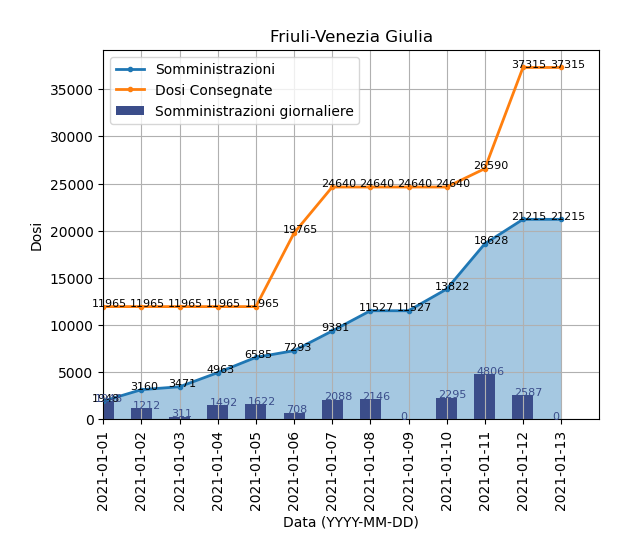 Friuli-Venezia Giulia
Somministrazioni
Dosi Consegnate
Somministrazioni giornaliere
Dosi
35000
30000
25000
20000
15000
10000
5000
0
11965 11965 11965 11965 11965 19765 24640 24640 24640 24640 26590 37315 37315
1948 3160 3471 4963 6585 7293 9381 11527 11527 13822 18628 21215 21215
1212 311 1492 1622 708 2088 2146 0 2295 4806 2587 0
2021-01-01
2021-01-02
2021-01-03
2021-01-04
2021-01-05
2021-01-06
2021-01-07
2021-01-08
2021-01-09
2021-01-10
2021-01-11
2021-01-12
2021-01-13
Data (YYYY-MM-DD)